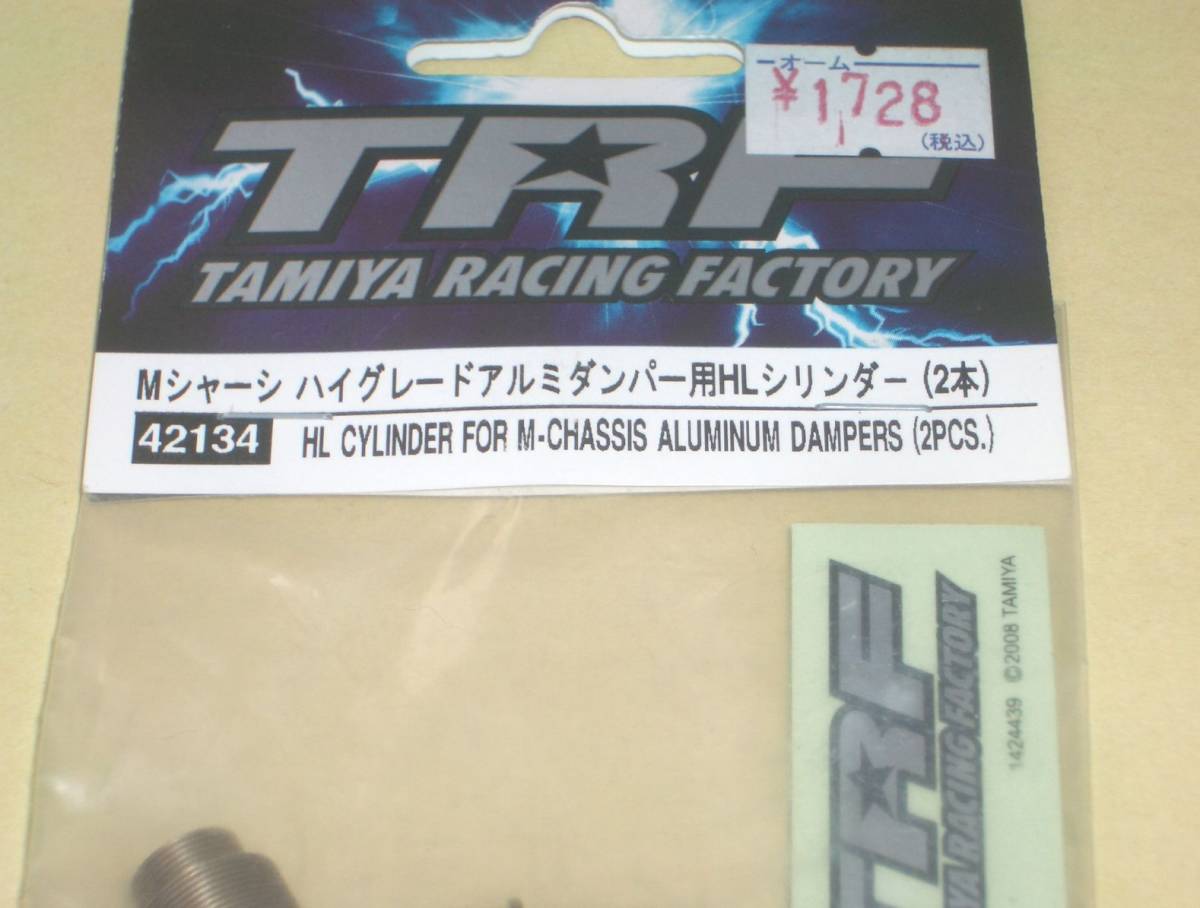 オーム
¥1,728
(税込)
TRF
TAMIYA RACING FACTORY
Mシャーシ ハイグレードアルミダンパー用HLシリンダー (2本)
42134 HL CYLINDER FOR M-CHASSIS ALUMINUM DAMPERS (2PCS.)
TRF
RACING FACTORY
1424439 ©2008 TAMIYA